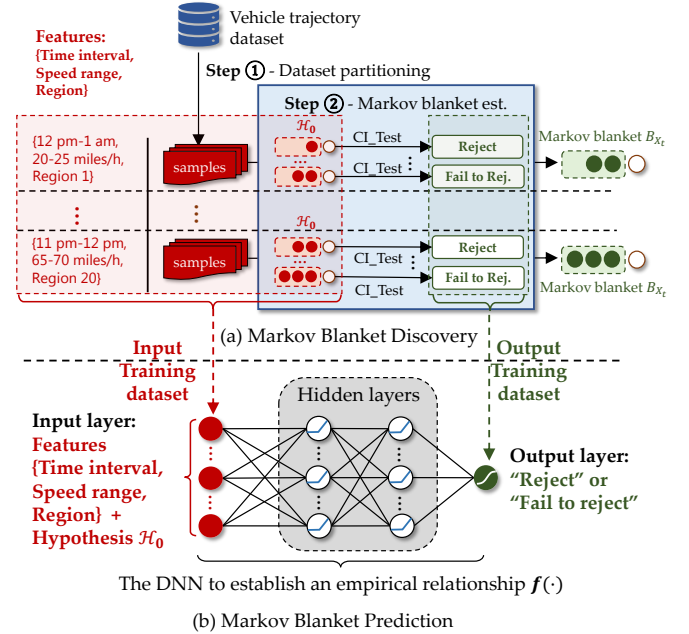 Vehicle trajectory
dataset
Features:
{Time interval,
Speed range,
Region}
Step ① - Dataset partitioning
Step ② - Markov blanket est.
{12 pm-1 am,
20-25 miles/h,
Region 1}
samples
ℋ₀
...
CI_Test
⋮
CI_Test
Reject
Fail to Rej.
Markov blanket B_{X_t}
⋮
⋮
{11 pm-12 pm,
65-70 miles/h,
Region 20}
samples
ℋ₀
...
CI_Test
⋮
CI_Test
Reject
Fail to Rej.
Markov blanket B_{X_t}
(a) Markov Blanket Discovery
Input
Training
dataset
Output
Training
dataset
Hidden layers
Input layer:
Features
{Time interval,
Speed range,
Region} +
Hypothesis ℋ₀
Output layer:
“Reject” or
“Fail to reject”
The DNN to establish an empirical relationship f(·)
(b) Markov Blanket Prediction